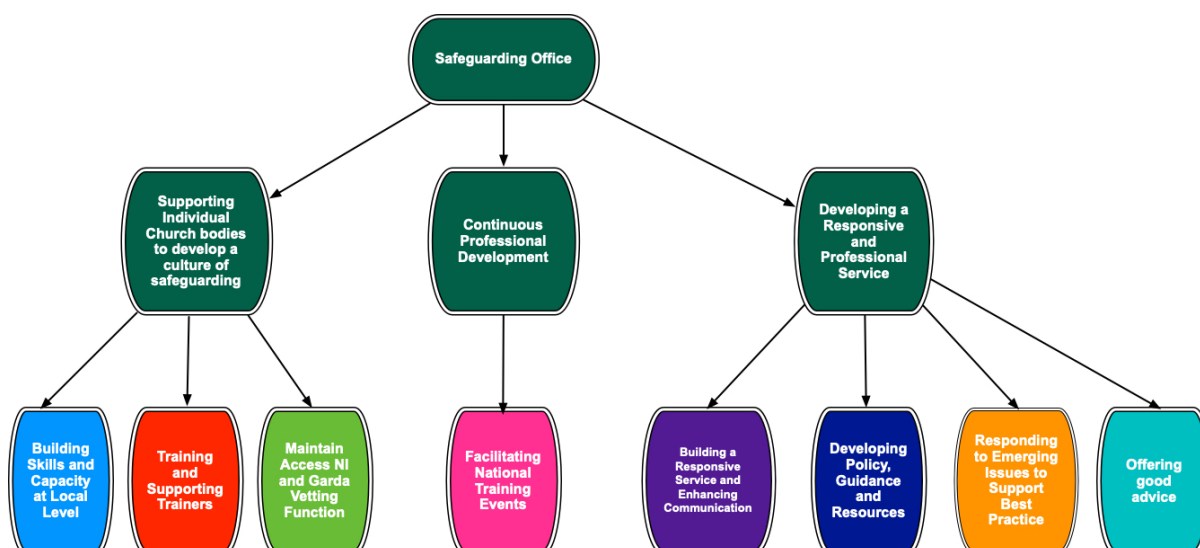 Safeguarding Office
Supporting
Individual
Church bodies
to develop a
culture of
safeguarding
Continuous
Professional
Development
Developing a
Responsive
and
Professional
Service
Building
Skills and
Capacity
at Local
Level
Training
and
Supporting
Trainers
Maintain
Access NI
and Garda
Vetting
Function
Facilitating
National
Training
Events
Building a
Responsive
Service and
Enhancing
Communication
Developing
Policy,
Guidance
and
Resources
Responding
to Emerging
Issues to
Support
Best
Practice
Offering
good
advice